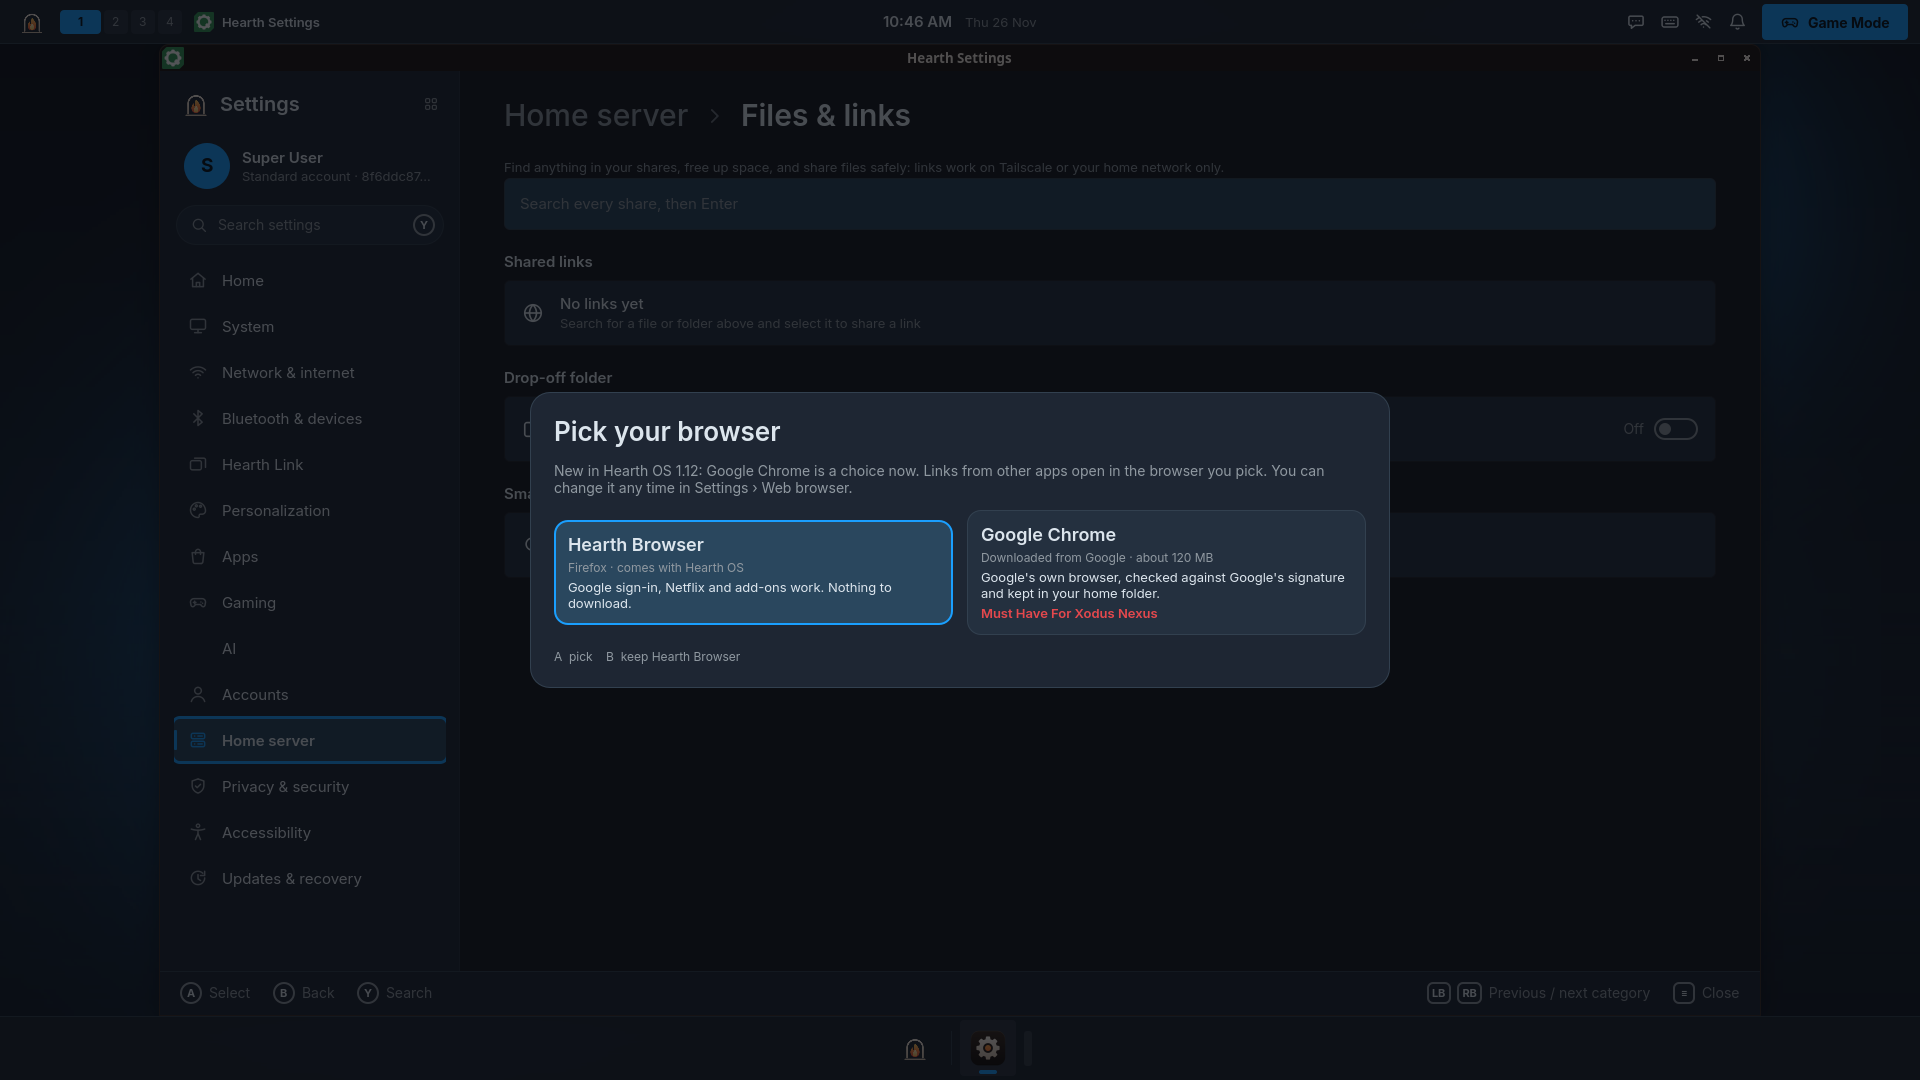 1 2 3 4 Hearth Settings
10:46 AM Thu 26 Nov
Game Mode
Hearth Settings
Settings
S
Super User
Standard account · 8f6ddc87...
Search settings Y
Home
System
Network & internet
Bluetooth & devices
Hearth Link
Personalization
Apps
Gaming
AI
Accounts
Home server
Privacy & security
Accessibility
Updates & recovery
Home server › Files & links
Find anything in your shares, free up space, and share files safely: links work on Tailscale or your home network only.
Search every share, then Enter
Shared links
No links yet
Search for a file or folder above and select it to share a link
Drop-off folder
Off
Sma
Pick your browser
New in Hearth OS 1.12: Google Chrome is a choice now. Links from other apps open in the browser you pick. You can
change it any time in Settings › Web browser.
Hearth Browser
Firefox · comes with Hearth OS
Google sign-in, Netflix and add-ons work. Nothing to
download.
Google Chrome
Downloaded from Google · about 120 MB
Google's own browser, checked against Google's signature
and kept in your home folder.
Must Have For Xodus Nexus
A pick B keep Hearth Browser
A Select B Back Y Search
LB RB Previous / next category ≡ Close